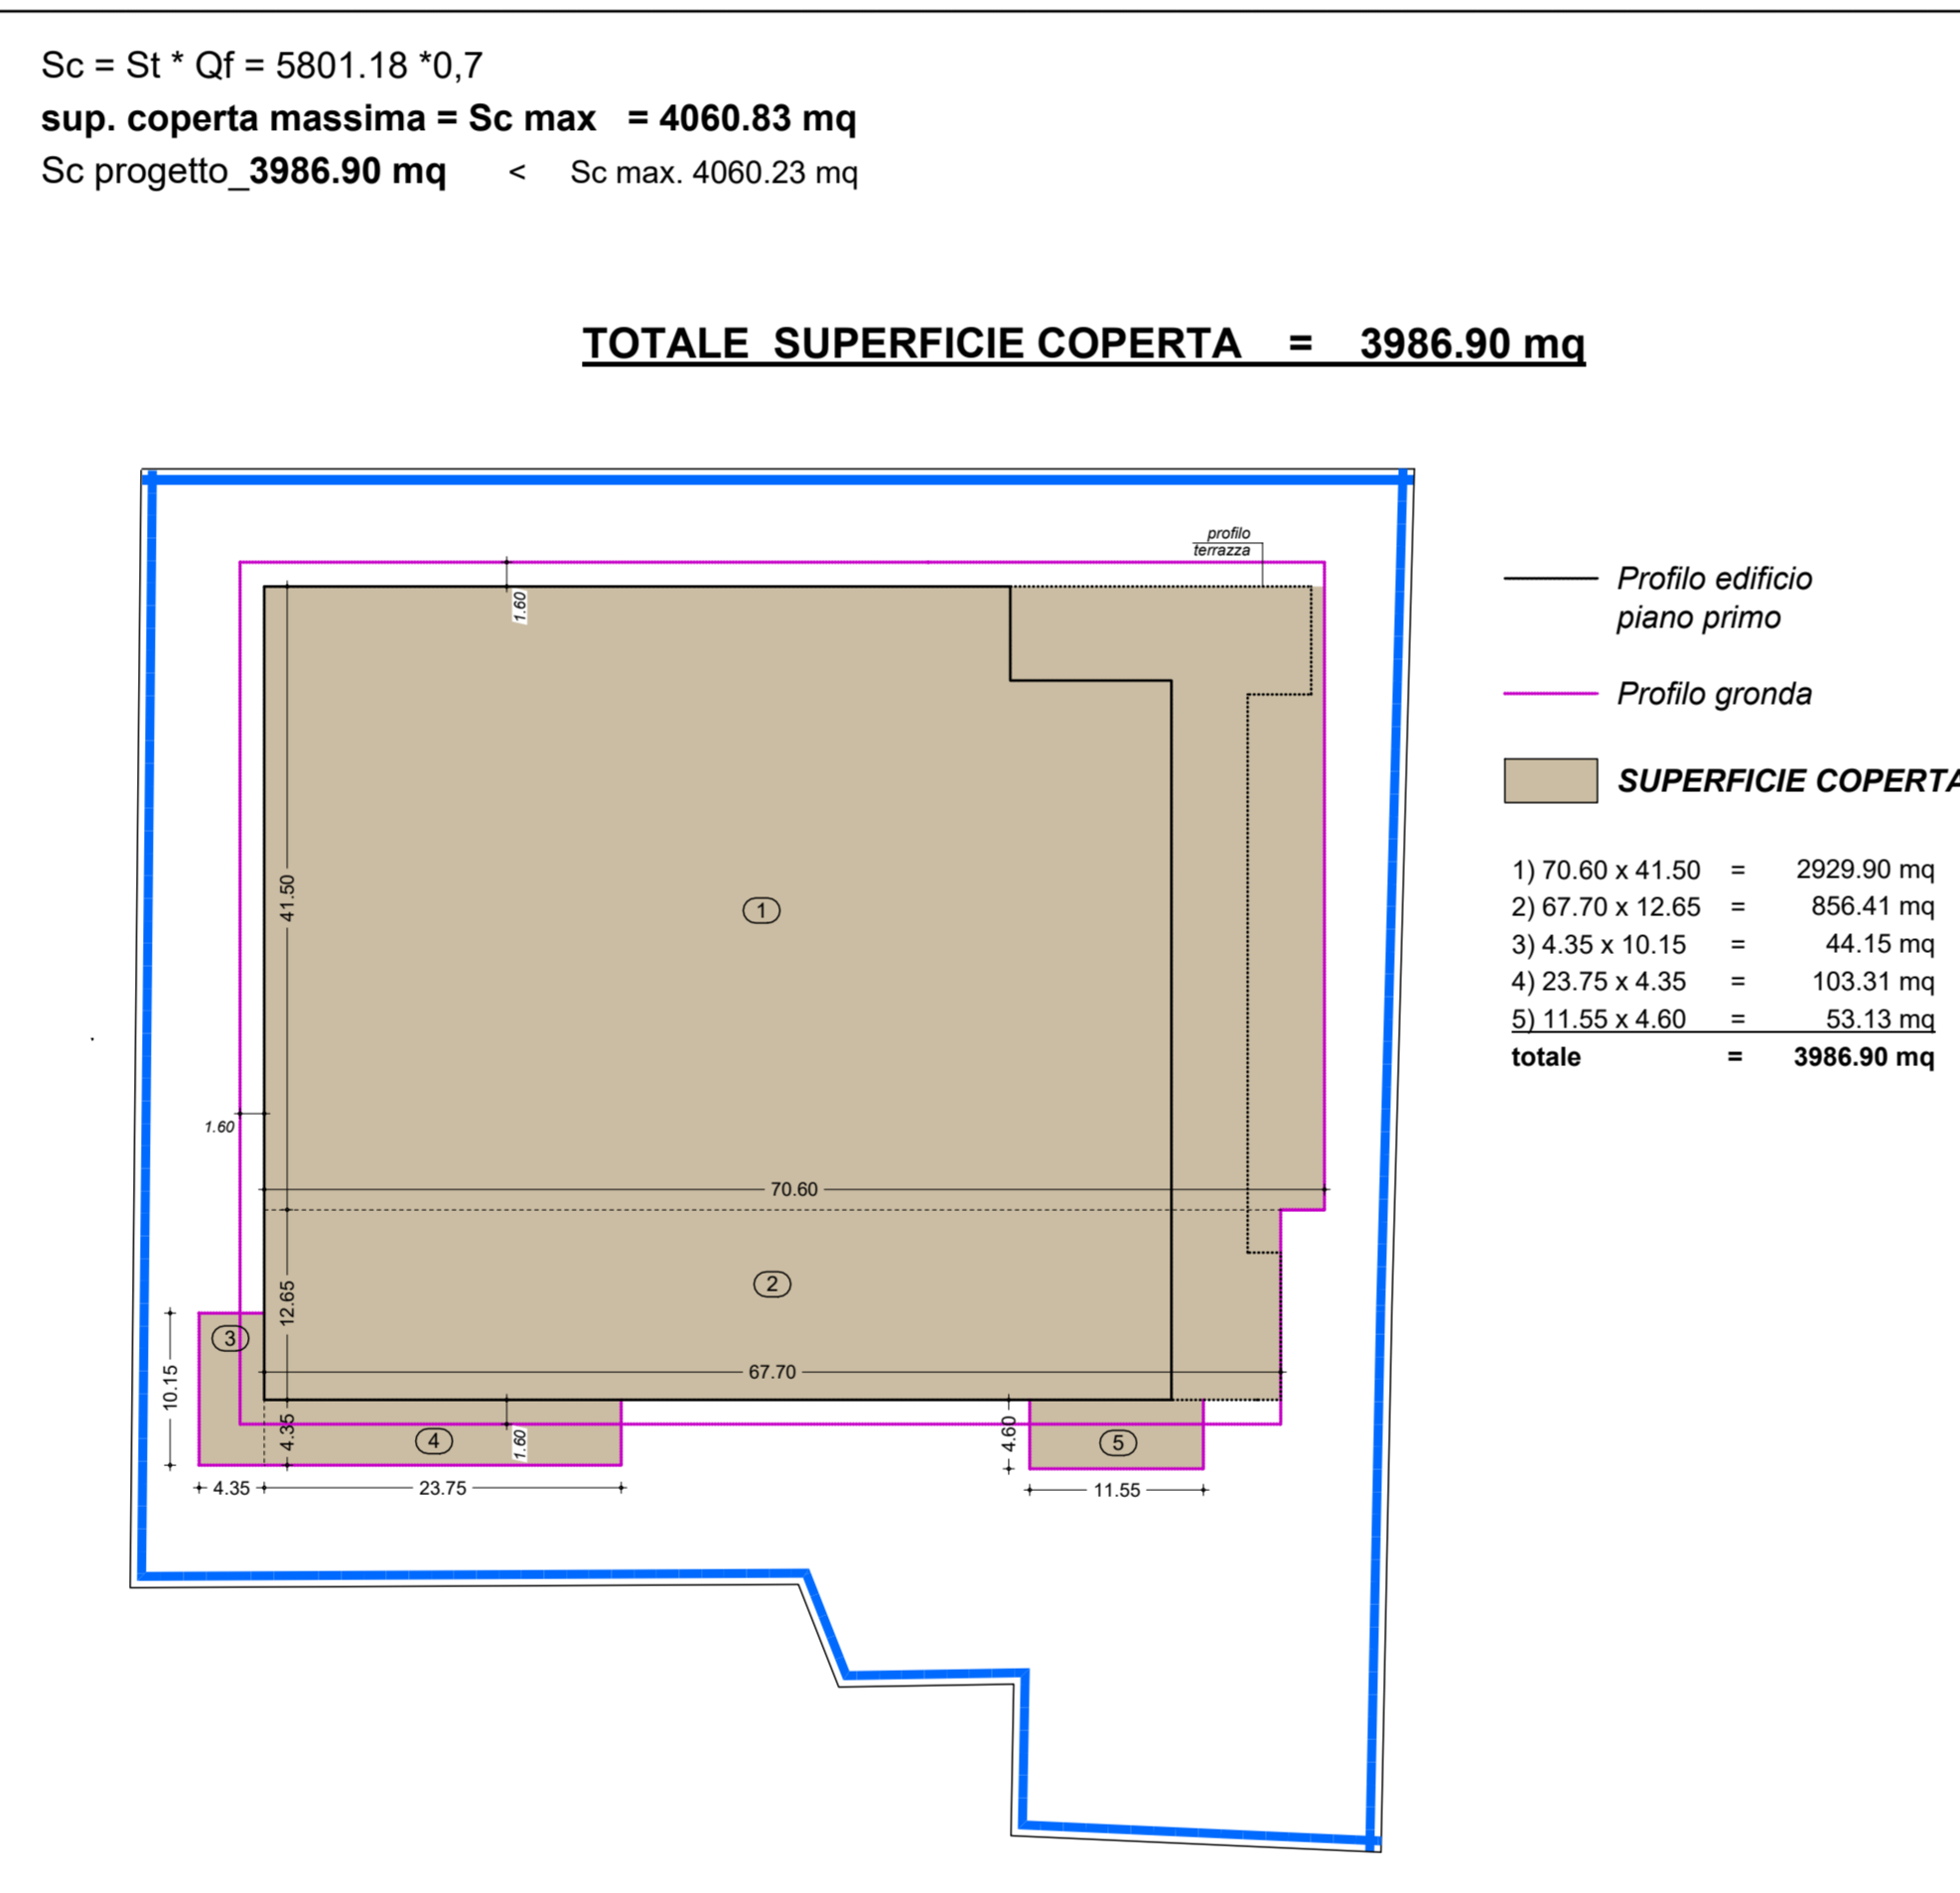 Sc = St * Qf = 5801.18 *0,7
sup. coperta massima = Sc max = 4060.83 mq
Sc progetto_3986.90 mq < Sc max. 4060.23 mq
TOTALE SUPERFICIE COPERTA = 3986.90 mq
profilo
terrazza
1.60
Profilo edificio
piano primo
Profilo gronda
SUPERFICIE COPERTA
41.50
1
1) 70.60 x 41.50 = 2929.90 mq
2) 67.70 x 12.65 = 856.41 mq
3) 4.35 x 10.15 = 44.15 mq
4) 23.75 x 4.35 = 103.31 mq
5) 11.55 x 4.60 = 53.13 mq
totale = 3986.90 mq
1.60
70.60
2
12.65
3
10.15
67.70
4.35
4
1.60
4.60
5
4.35
23.75
11.55